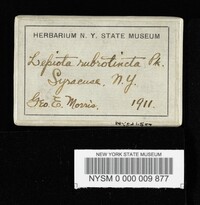 HERBARIUM N. Y. STATE MUSEUM
Lepiota rubrotincta Pk.
Syracuse, N.Y.
Geo. E. Morris. 1911.
NEW YORK STATE MUSEUM
NYSM 0 000 009 877